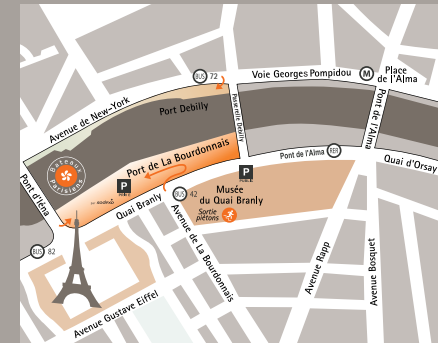 BUS 72
Voie Georges Pompidou
M
Place
de l'Alma
Avenue de New-York
Port Debilly
Passerelle Debilly
Pont de l'Alma
Port de La Bourdonnais
Pont de l'Alma RER
Quai d'Orsay
Bateaux
Parisiens
P
P
PUBLIC
Pont d'Iéna
Quai Branly
BUS 42
Musée
du Quai Branly
Sortie
piétons
BUS 82
Avenue de La Bourdonnais
Avenue Rapp
Avenue Bosquet
Avenue Gustave Eiffel